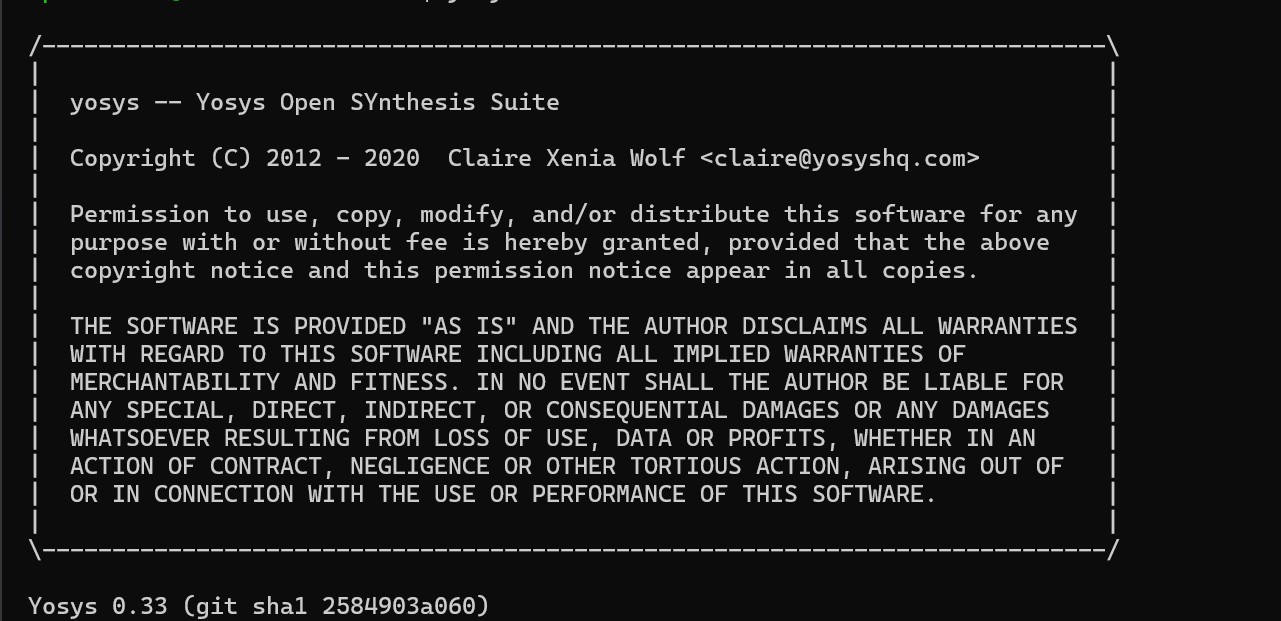 /----------------------------------------------------------------------------\
|                                                                            |
|  yosys -- Yosys Open SYnthesis Suite                                       |
|                                                                            |
|  Copyright (C) 2012 - 2020  Claire Xenia Wolf <claire@yosyshq.com>         |
|                                                                            |
|  Permission to use, copy, modify, and/or distribute this software for any  |
|  purpose with or without fee is hereby granted, provided that the above    |
|  copyright notice and this permission notice appear in all copies.         |
|                                                                            |
|  THE SOFTWARE IS PROVIDED "AS IS" AND THE AUTHOR DISCLAIMS ALL WARRANTIES  |
|  WITH REGARD TO THIS SOFTWARE INCLUDING ALL IMPLIED WARRANTIES OF          |
|  MERCHANTABILITY AND FITNESS. IN NO EVENT SHALL THE AUTHOR BE LIABLE FOR   |
|  ANY SPECIAL, DIRECT, INDIRECT, OR CONSEQUENTIAL DAMAGES OR ANY DAMAGES    |
|  WHATSOEVER RESULTING FROM LOSS OF USE, DATA OR PROFITS, WHETHER IN AN     |
|  ACTION OF CONTRACT, NEGLIGENCE OR OTHER TORTIOUS ACTION, ARISING OUT OF   |
|  OR IN CONNECTION WITH THE USE OR PERFORMANCE OF THIS SOFTWARE.            |
|                                                                            |
\----------------------------------------------------------------------------/
Yosys 0.33 (git sha1 2584903a060)